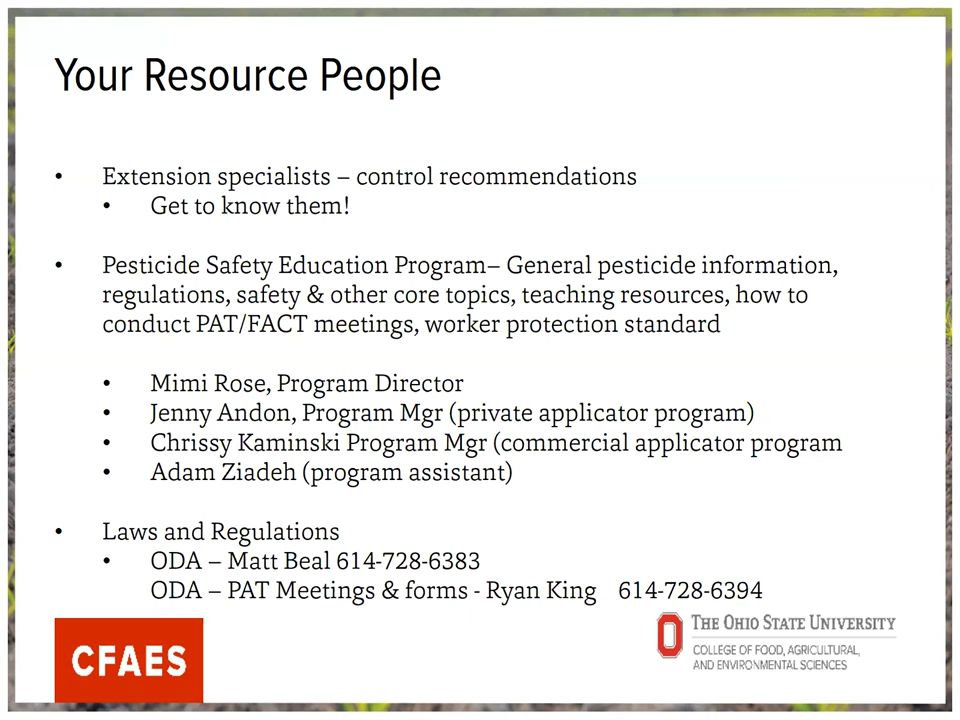 Your Resource People
• Extension specialists – control recommendations
• Get to know them!
• Pesticide Safety Education Program– General pesticide information,
regulations, safety & other core topics, teaching resources, how to
conduct PAT/FACT meetings, worker protection standard
• Mimi Rose, Program Director
• Jenny Andon, Program Mgr (private applicator program)
• Chrissy Kaminski Program Mgr (commercial applicator program
• Adam Ziadeh (program assistant)
• Laws and Regulations
• ODA – Matt Beal 614-728-6383
ODA – PAT Meetings & forms - Ryan King 614-728-6394
CFAES
THE OHIO STATE UNIVERSITY
COLLEGE OF FOOD, AGRICULTURAL,
AND ENVIRONMENTAL SCIENCES